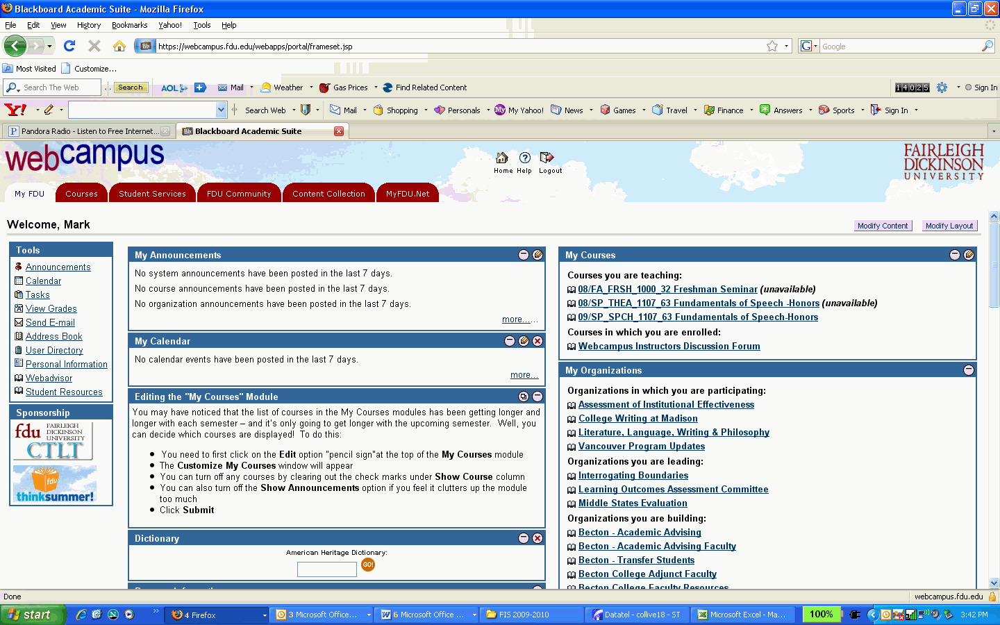 Blackboard Academic Suite - Mozilla Firefox
File Edit View History Bookmarks Yahoo! Tools Help
Bb https://webcampus.fdu.edu/webapps/portal/frameset.jsp G Google
Most Visited Customize...
Search The Web Search AOL Mail Weather Gas Prices Find Related Content 14025 Sign In
Y! Search Web Mail Shopping Personals My Yahoo! News Games Travel Finance Answers Sports Sign In
P Pandora Radio - Listen to Free Internet... Bb Blackboard Academic Suite
webcampus
Home Help Logout
FAIRLEIGH
DICKINSON
UNIVERSITY
My FDU Courses Student Services FDU Community Content Collection MyFDU.Net
Welcome, Mark
Modify Content Modify Layout
Tools
Announcements
Calendar
Tasks
View Grades
Send E-mail
Address Book
User Directory
Personal Information
Webadvisor
Student Resources
Sponsorship
fdu FAIRLEIGH
DICKINSON
UNIVERSITY
CTLT
fdu
thinksummer!
My Announcements
No system announcements have been posted in the last 7 days.
No course announcements have been posted in the last 7 days.
No organization announcements have been posted in the last 7 days.
more......
My Calendar
No calendar events have been posted in the last 7 days.
more...
Editing the "My Courses" Module
You may have noticed that the list of courses in the My Courses modules has been getting longer and
longer with each semester – and it's only going to get longer with the upcoming semester. Well, you
can decide which courses are displayed! To do this:
You need to first click on the Edit option "pencil sign"at the top of the My Courses module
The Customize My Courses window will appear
You can turn off any courses by clearing out the check marks under Show Course column
You can also turn off the Show Announcements option if you feel it clutters up the module
too much
Click Submit
Dictionary
American Heritage Dictionary:
GO!
My Courses
Courses you are teaching:
08/FA_FRSH_1000_32 Freshman Seminar (unavailable)
08/SP_THEA_1107_63 Fundamentals of Speech -Honors (unavailable)
09/SP_SPCH_1107_63 Fundamentals of Speech-Honors
Courses in which you are enrolled:
Webcampus Instructors Discussion Forum
My Organizations
Organizations in which you are participating:
Assessment of Institutional Effectiveness
College Writing at Madison
Literature, Language, Writing & Philosophy
Vancouver Program Updates
Organizations you are leading:
Interrogating Boundaries
Learning Outcomes Assessment Committee
Middle States Evaluation
Organizations you are building:
Becton - Academic Advising
Becton - Academic Advising Faculty
Becton - Transfer Students
Becton College Adjunct Faculty
Becton College Faculty Resources
Done
webcampus.fdu.edu
start 4 Firefox 3 Microsoft Office... 6 Microsoft Office ... FIS 2009-2010 Datatel - collive18 - ST Microsoft Excel - Ma... 100% 3:42 PM